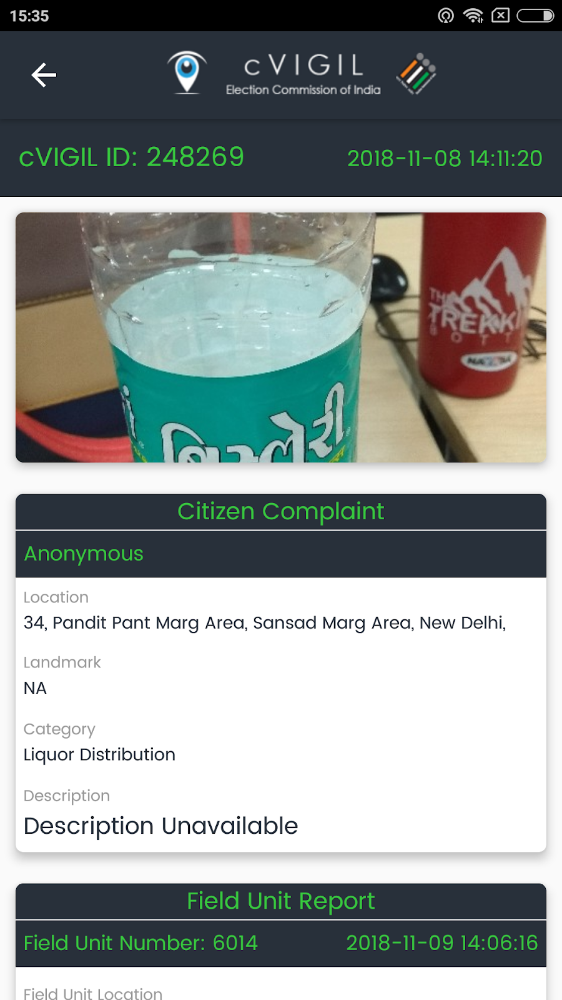 15:35
cVIGIL
Election Commission of India
cVIGIL ID: 248269
2018-11-08 14:11:20
TREKK
Citizen Complaint
Anonymous
Location
34, Pandit Pant Marg Area, Sansad Marg Area, New Delhi,
Landmark
NA
Category
Liquor Distribution
Description
Description Unavailable
Field Unit Report
Field Unit Number: 6014
2018-11-09 14:06:16
Field Unit Location